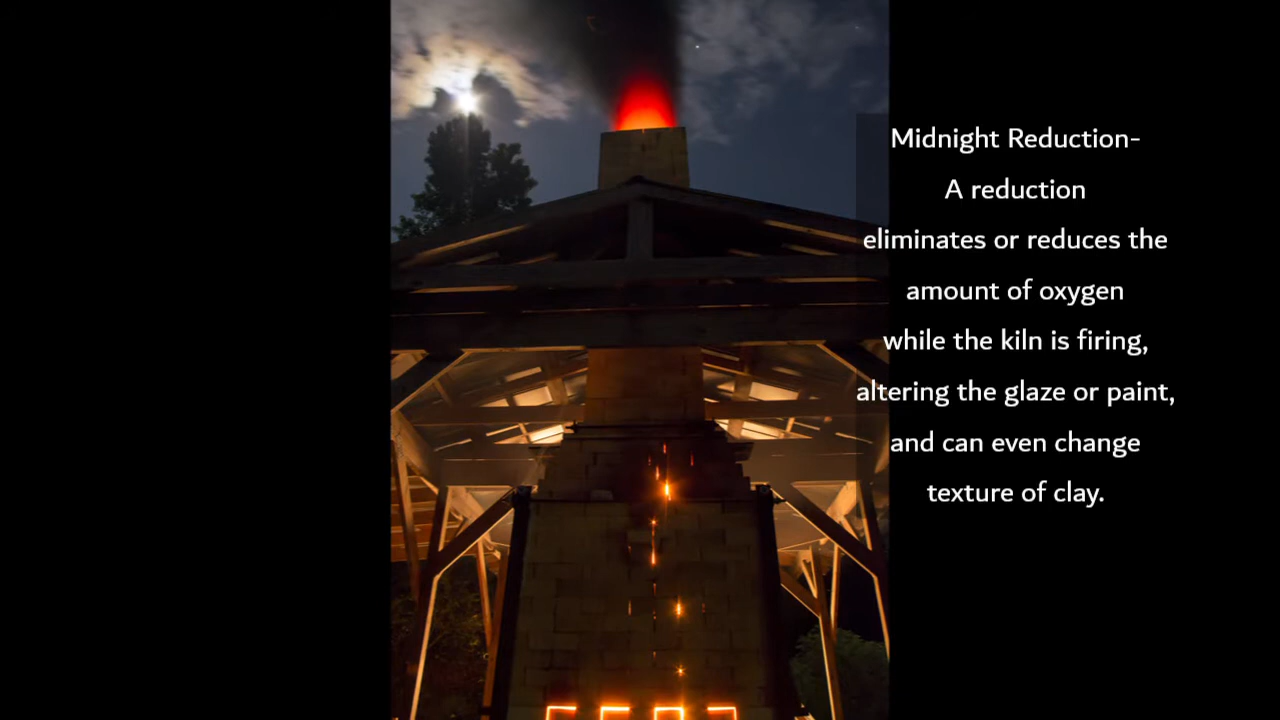 Midnight Reduction-
A reduction
eliminates or reduces the
amount of oxygen
while the kiln is firing,
altering the glaze or paint,
and can even change
texture of clay.